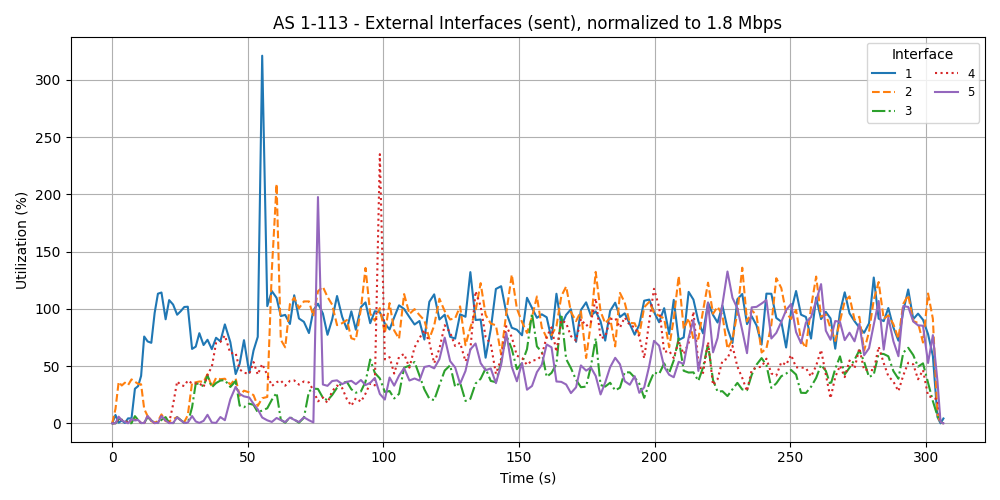 AS 1-113 - External Interfaces (sent), normalized to 1.8 Mbps
Utilization (%)
300
250
200
150
100
50
0
0 50 100 150 200 250 300
Time (s)
Interface
1 4
2 5
3